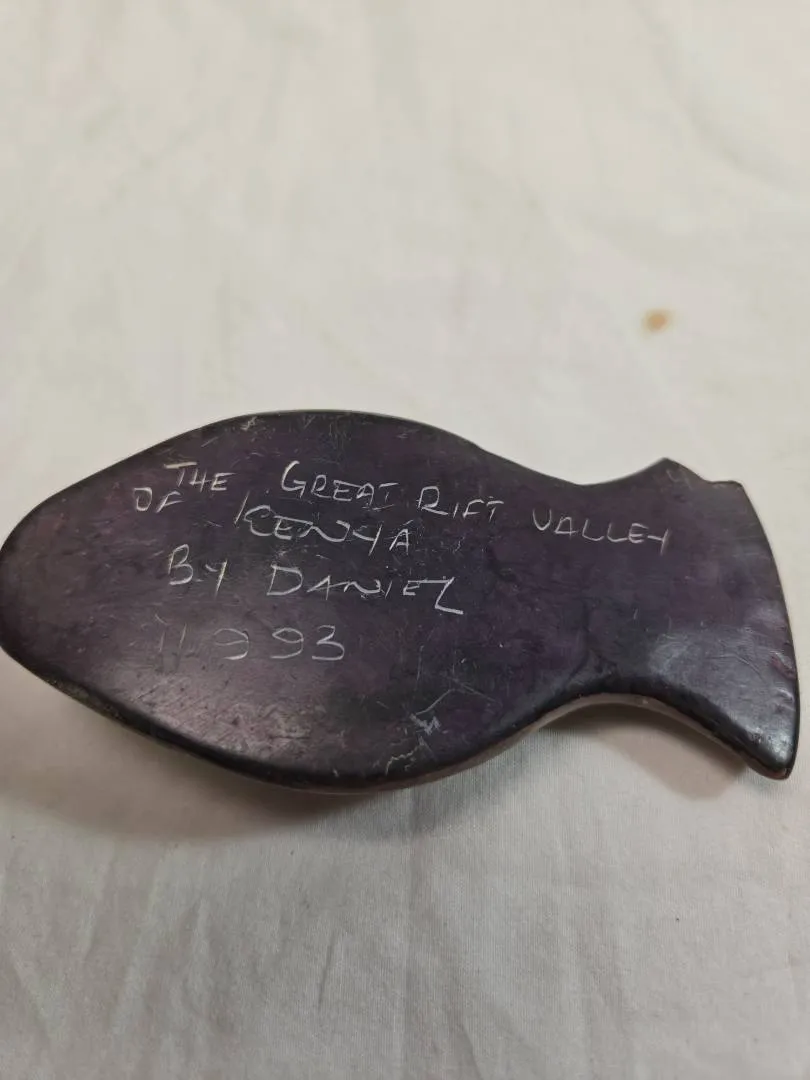 THE GREAT RIFT VALLEY
OF KENYA
BY DANIEL
1993